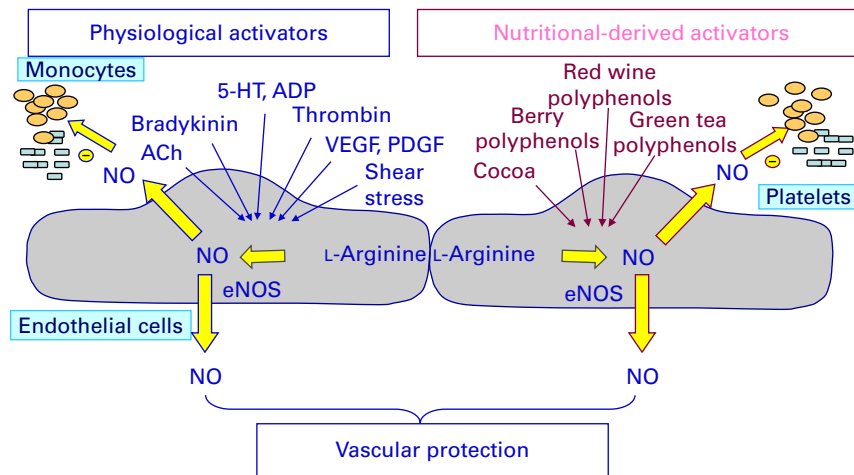 Physiological activators
Nutritional-derived activators
Monocytes
5-HT, ADP
Thrombin
Bradykinin
VEGF, PDGF
ACh
Shear
stress
NO
⊖
Red wine
polyphenols
Berry
polyphenols
Green tea
polyphenols
Cocoa
NO
⊖
Platelets
NO
L-Arginine
L-Arginine
NO
eNOS
eNOS
Endothelial cells
NO
NO
Vascular protection